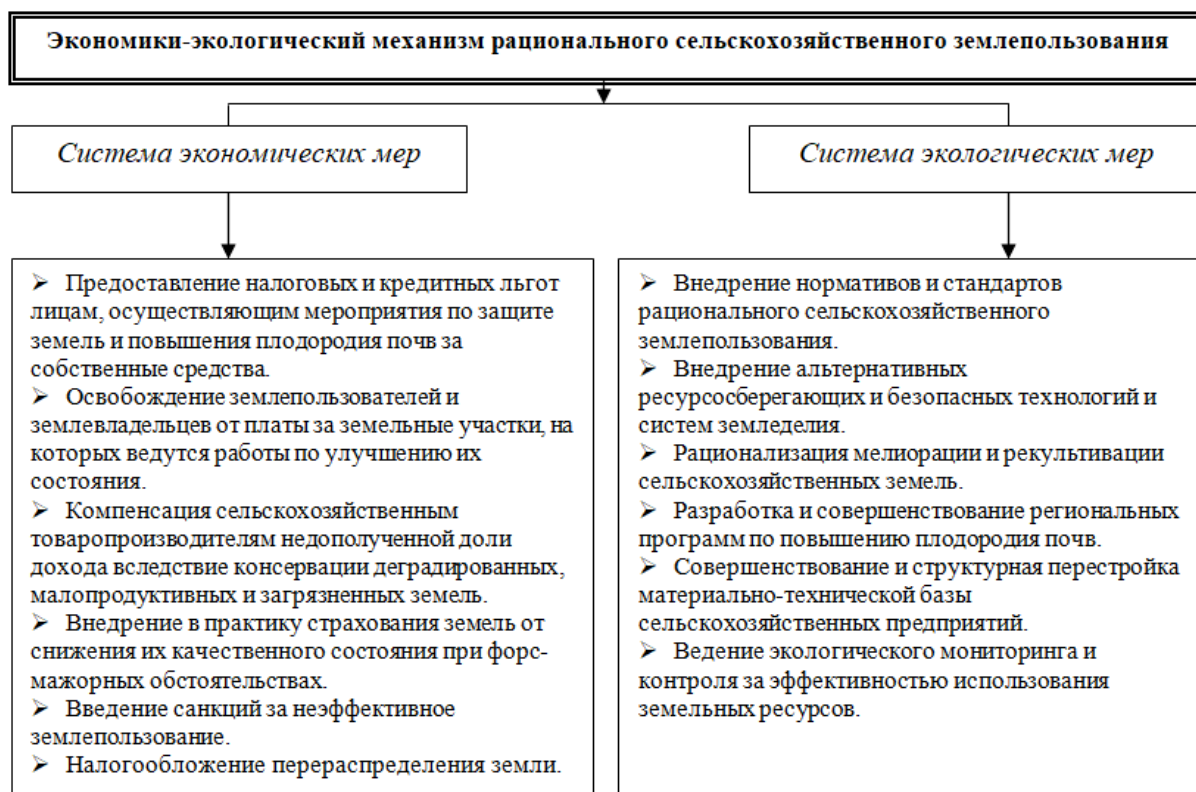 Экономики-экологический механизм рационального сельскохозяйственного землепользования
Система экономических мер
Система экологических мер
➢ Предоставление налоговых и кредитных льгот
лицам, осуществляющим мероприятия по защите
земель и повышения плодородия почв за
собственные средства.
➢ Освобождение землепользователей и
землевладельцев от платы за земельные участки, на
которых ведутся работы по улучшению их
состояния.
➢ Компенсация сельскохозяйственным
товаропроизводителям недополученной доли
дохода вследствие консервации деградированных,
малопродуктивных и загрязненных земель.
➢ Внедрение в практику страхования земель от
снижения их качественного состояния при форс-
мажорных обстоятельствах.
➢ Введение санкций за неэффективное
землепользование.
➢ Налогообложение перераспределения земли.
➢ Внедрение нормативов и стандартов
рационального сельскохозяйственного
землепользования.
➢ Внедрение альтернативных
ресурсосберегающих и безопасных технологий и
систем земледелия.
➢ Рационализация мелиорации и рекультивации
сельскохозяйственных земель.
➢ Разработка и совершенствование региональных
программ по повышению плодородия почв.
➢ Совершенствование и структурная перестройка
материально-технической базы
сельскохозяйственных предприятий.
➢ Ведение экологического мониторинга и
контроля за эффективностью использования
земельных ресурсов.